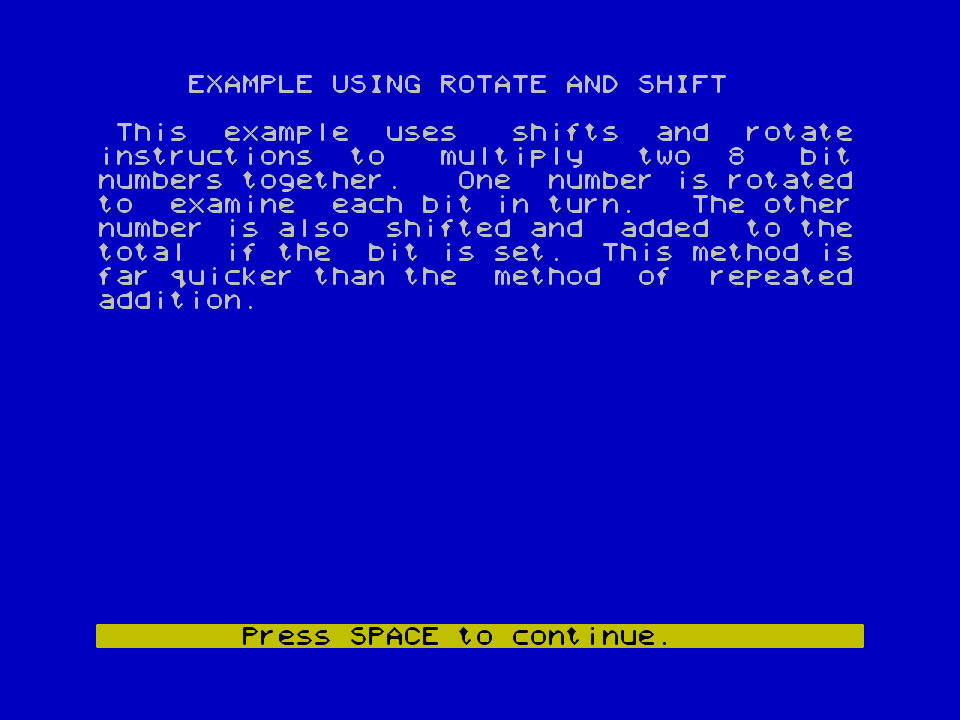 EXAMPLE USING ROTATE AND SHIFT
This example uses shifts and rotate
instructions to multiply two 8 bit
numbers together. One number is rotated
to examine each bit in turn. The other
number is also shifted and added to the
total if the bit is set. This method is
far quicker than the method of repeated
addition.
Press SPACE to continue.